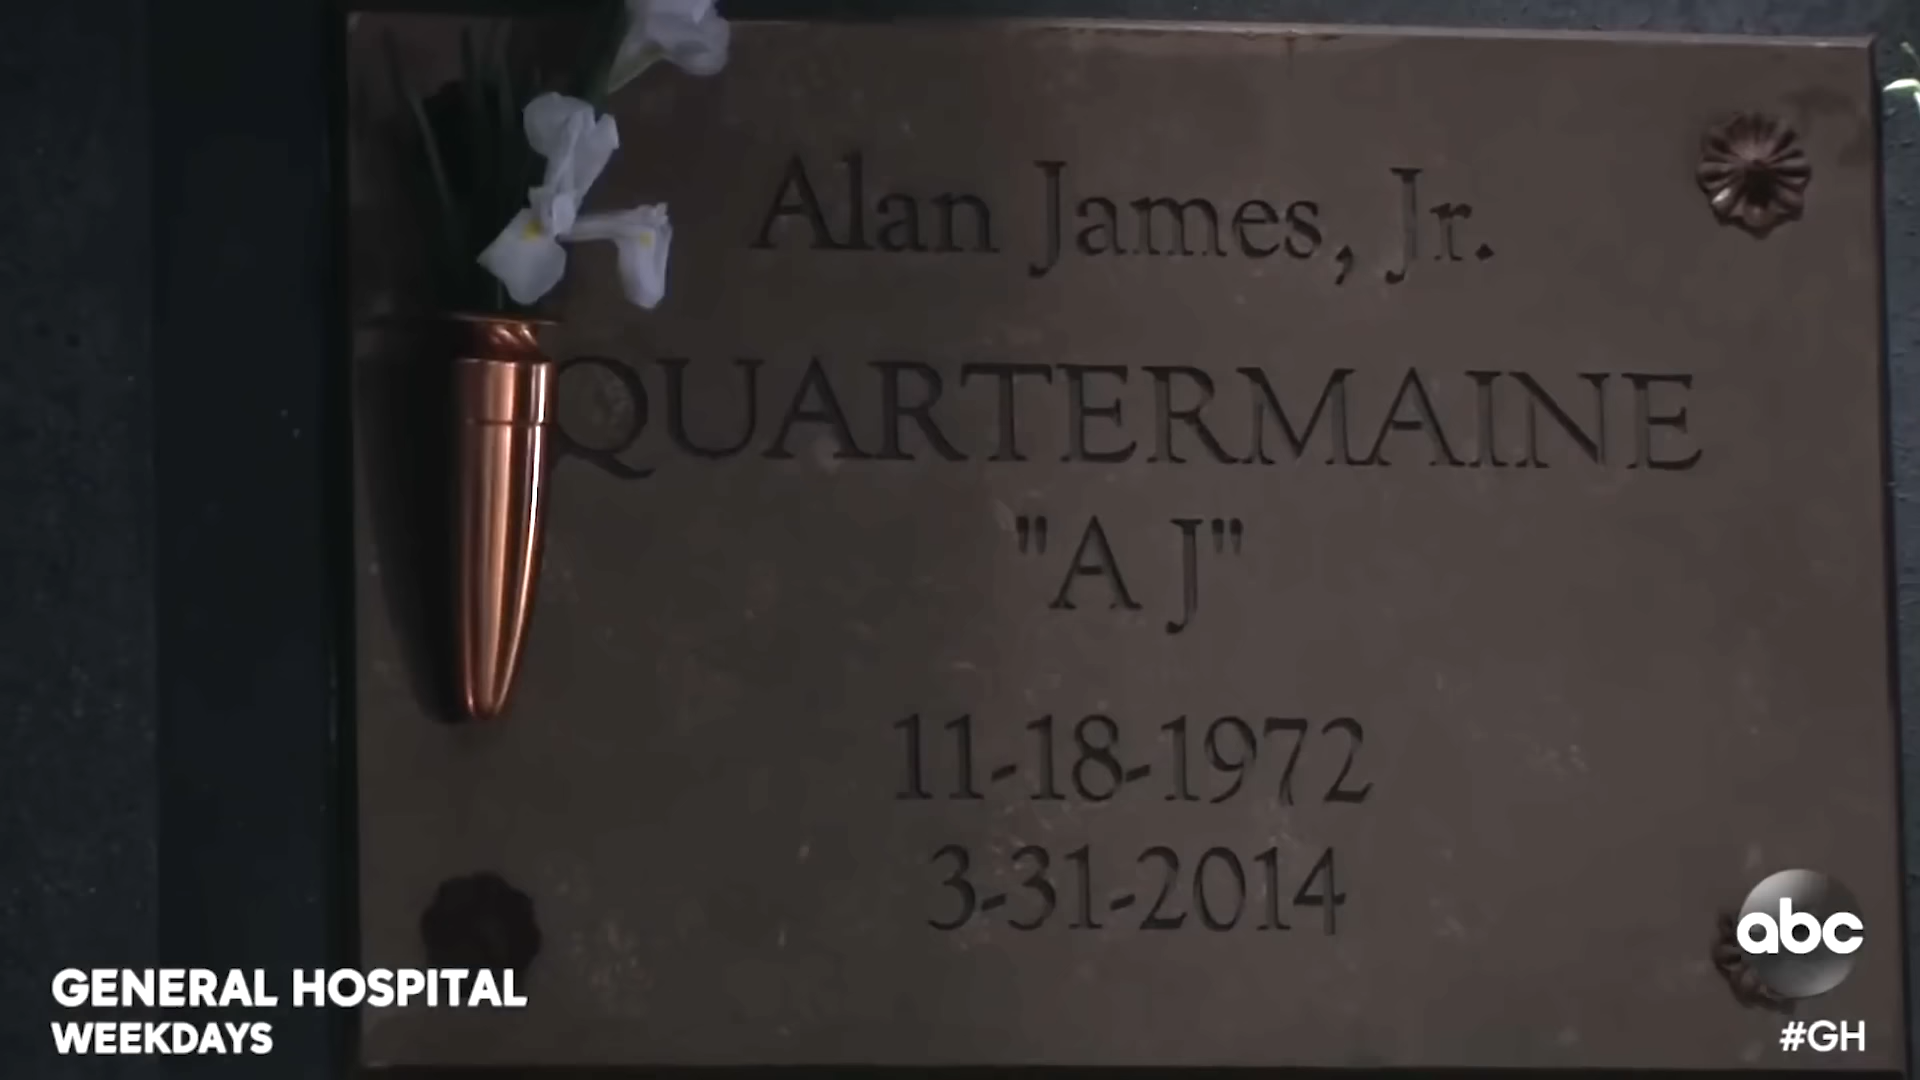 Alan James, Jr.
QUARTERMAINE
"A J"
11-18-1972
3-31-2014
abc
GENERAL HOSPITAL
WEEKDAYS
#GH